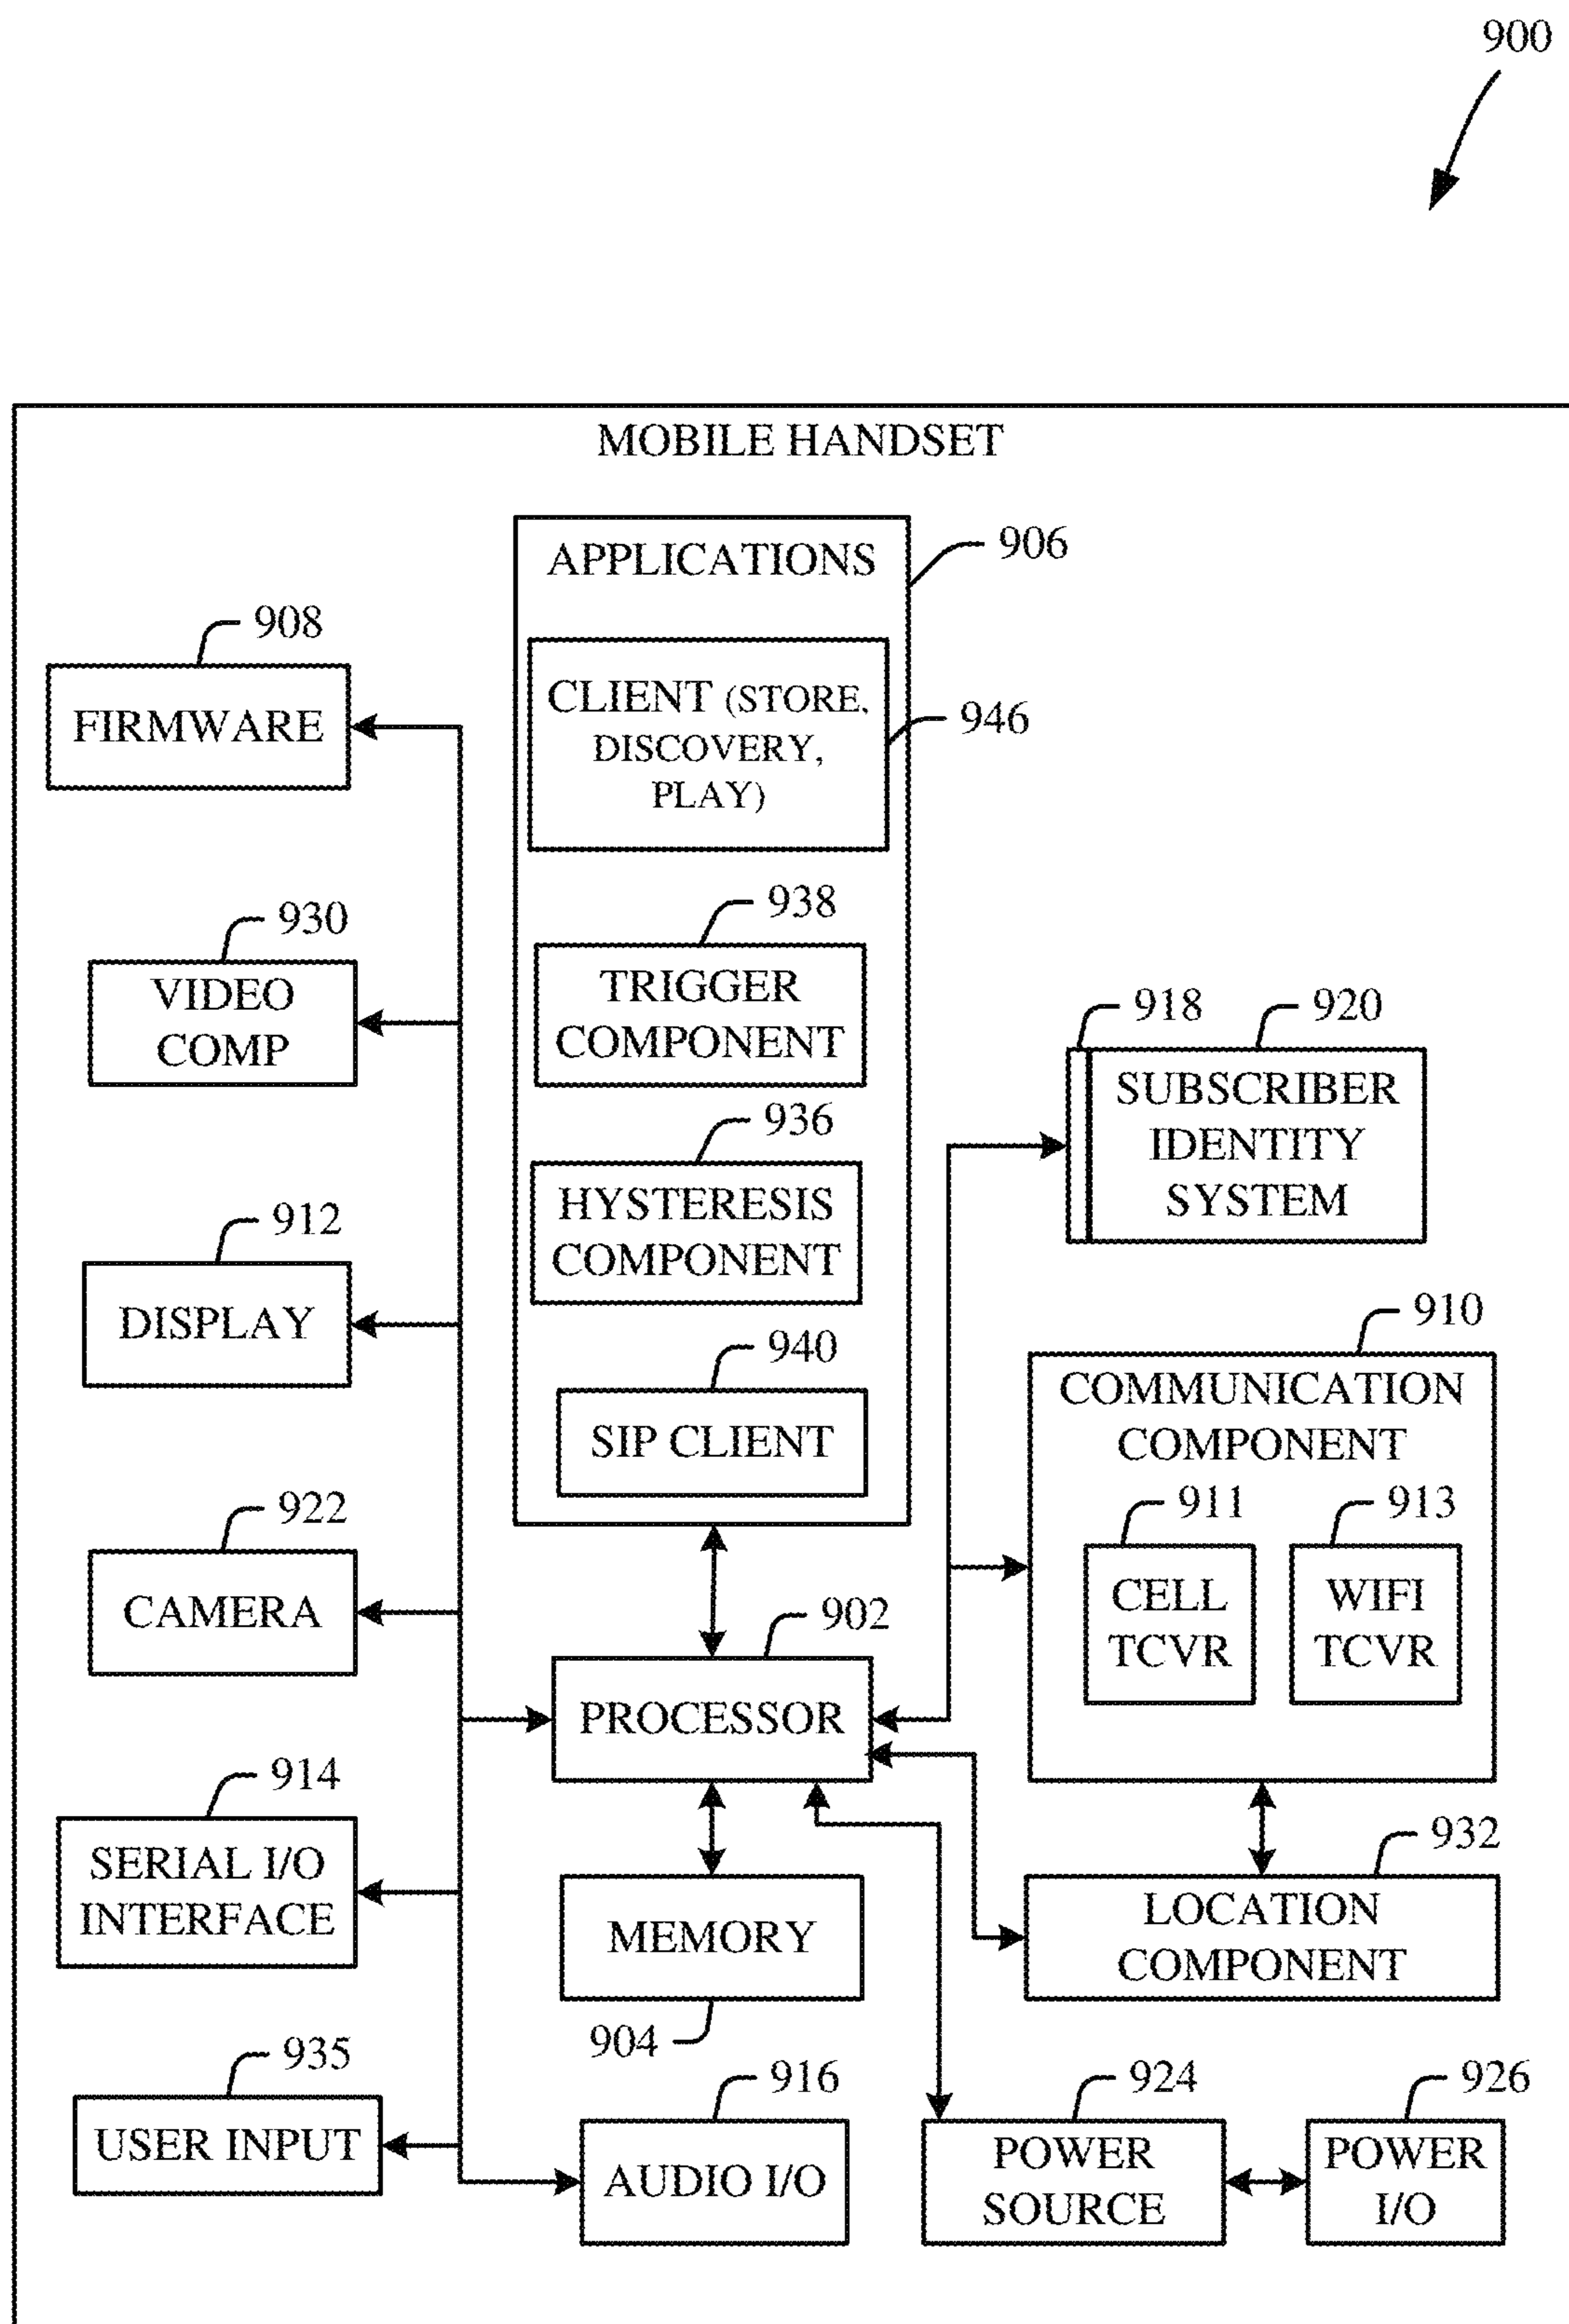 900
MOBILE HANDSET
APPLICATIONS
906
CLIENT (STORE,
DISCOVERY,
PLAY)
946
908
FIRMWARE
938
TRIGGER
COMPONENT
930
VIDEO
COMP
936
HYSTERESIS
COMPONENT
918
920
SUBSCRIBER
IDENTITY
SYSTEM
912
DISPLAY
940
SIP CLIENT
910
COMMUNICATION
COMPONENT
911
CELL
TCVR
913
WIFI
TCVR
922
CAMERA
902
PROCESSOR
914
SERIAL I/O
INTERFACE
MEMORY
904
932
LOCATION
COMPONENT
935
USER INPUT
916
AUDIO I/O
924
POWER
SOURCE
926
POWER
I/O